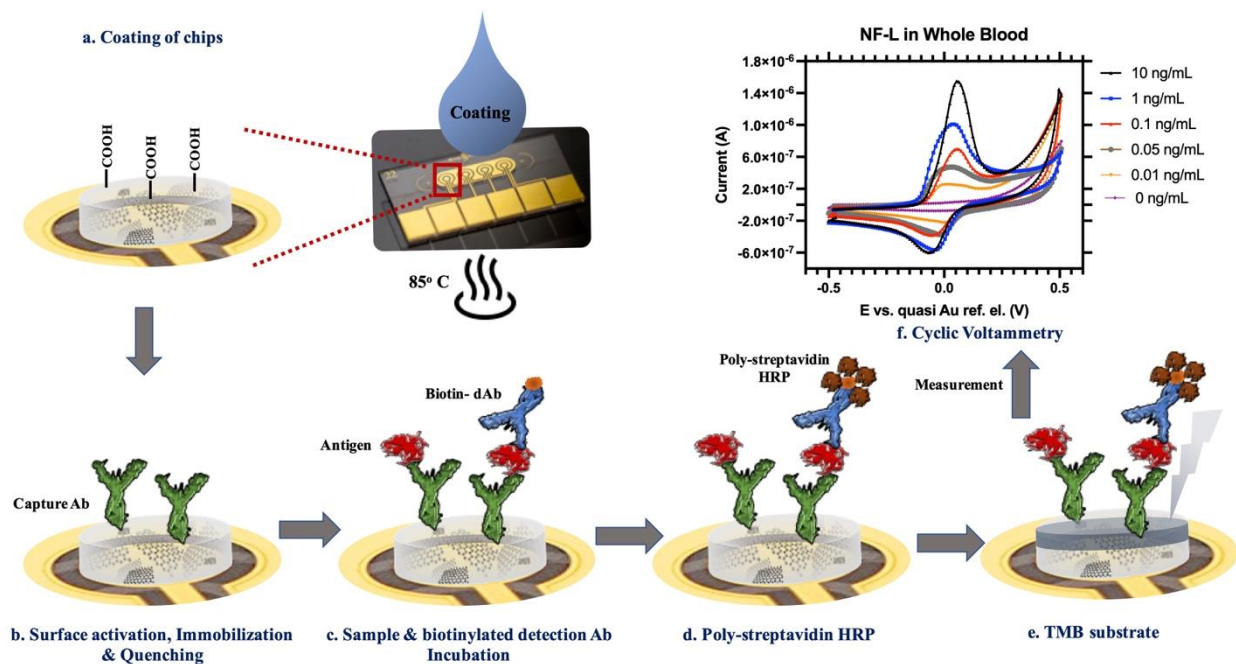 a. Coating of chips
COOH
COOH
COOH
Coating
22
85° C
NF-L in Whole Blood
1.8×10⁻⁶
1.4×10⁻⁶
1.0×10⁻⁶
6.0×10⁻⁷
2.0×10⁻⁷
-2.0×10⁻⁷
-6.0×10⁻⁷
Current (A)
-0.5
0.0
0.5
E vs. quasi Au ref. el. (V)
10 ng/mL
1 ng/mL
0.1 ng/mL
0.05 ng/mL
0.01 ng/mL
0 ng/mL
f. Cyclic Voltammetry
Measurement
Capture Ab
Antigen
Biotin- dAb
Poly-streptavidin
HRP
b. Surface activation, Immobilization
& Quenching
c. Sample & biotinylated detection Ab
Incubation
d. Poly-streptavidin HRP
e. TMB substrate